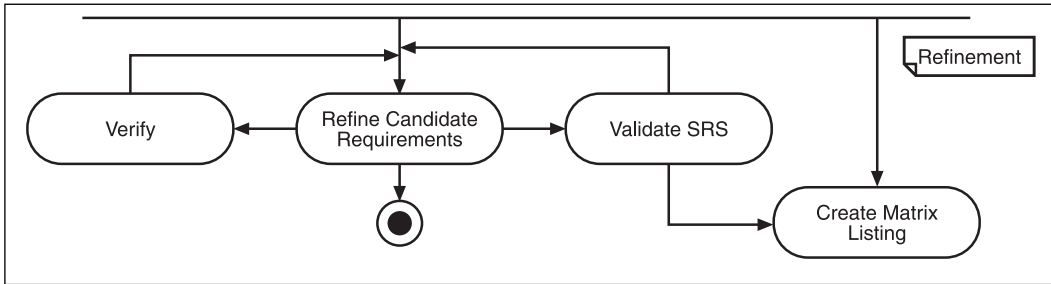 Refinement
Verify
Refine Candidate
Requirements
Validate SRS
Create Matrix
Listing